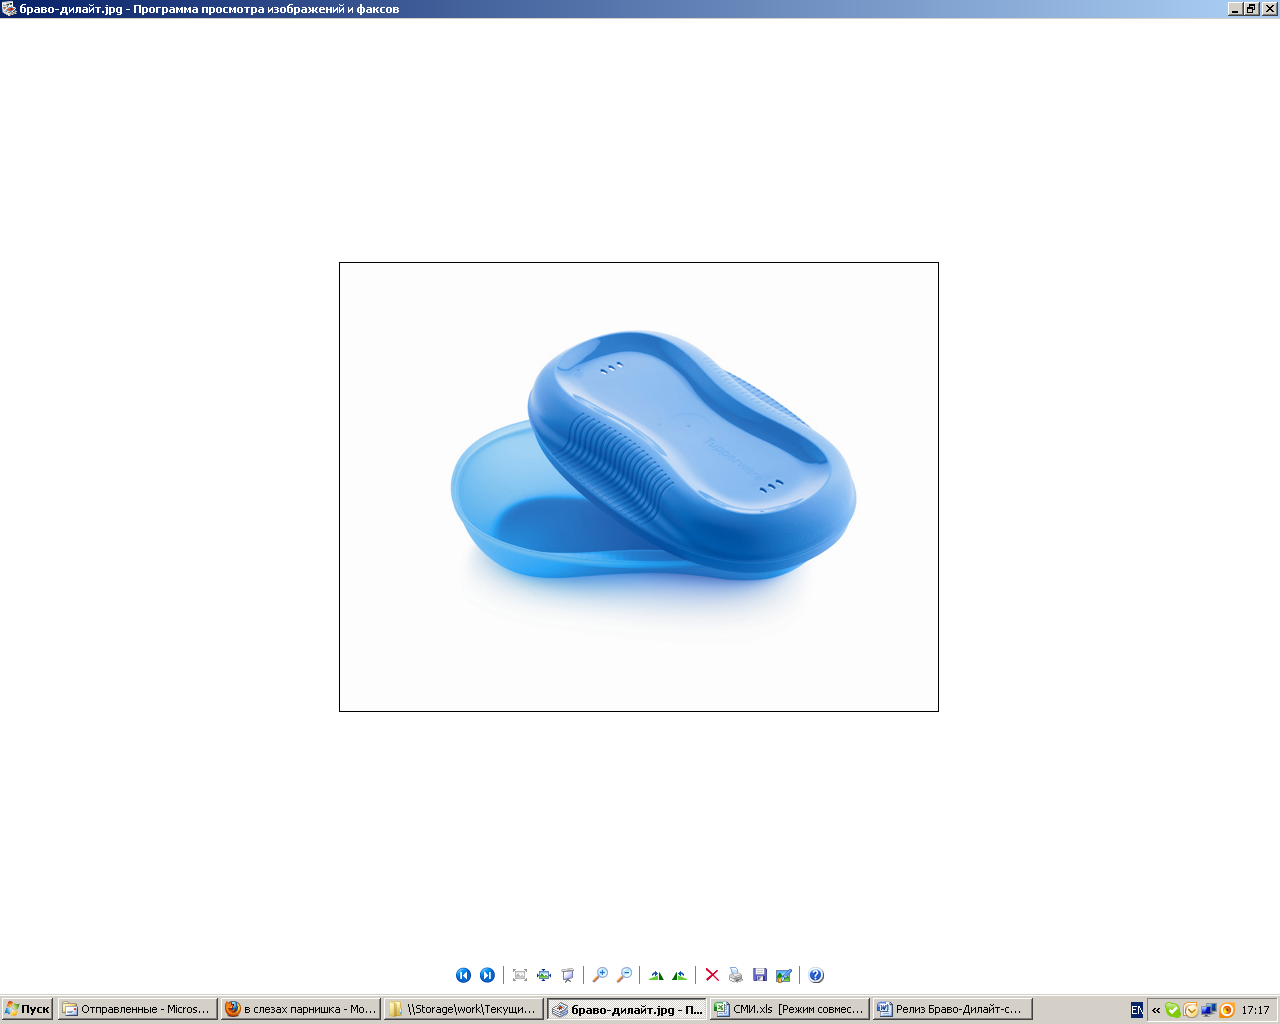 браво-дилайт.jpg - Программа просмотра изображений и факсов
Tupperware
Пуск
Отправленные - Micros...
в слезах парнишка - Mo...
\\Storage\work\Текущи...
браво-дилайт.jpg - П...
СМИ.xls [Режим совмес...
Релиз Браво-Дилайт-с...
EN
17:17